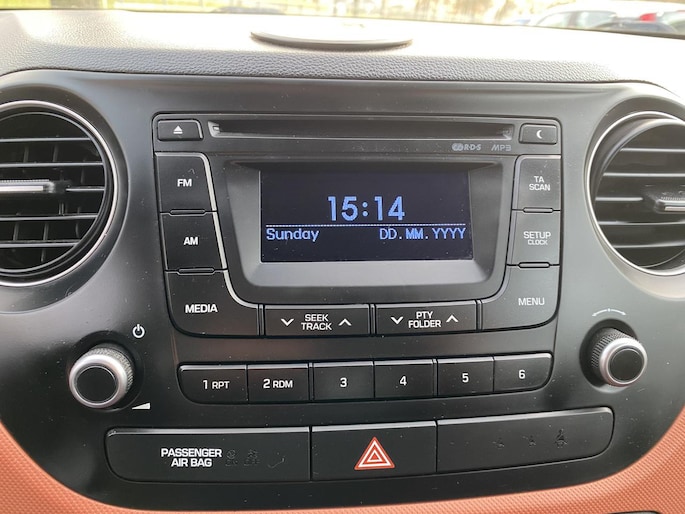 RDS MP3
FM
15:14
TA
SCAN
AM
Sunday DD.MM.YYYY
SETUP
CLOCK
MEDIA
SEEK
TRACK
PTY
FOLDER
MENU
1 RPT
2 RDM
3
4
5
6
PASSENGER
AIR BAG